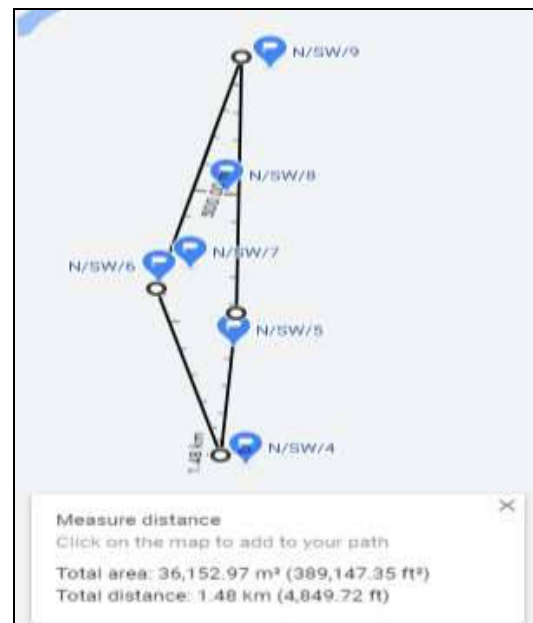 N/SW/9
N/SW/8
500.00
N/SW/7
N/SW/6
N/SW/5
N/SW/4
1.48 km
Measure distance
Click on the map to add to your path
Total area: 36,152.97 m² (389,147.35 ft²)
Total distance: 1.48 km (4,849.72 ft)